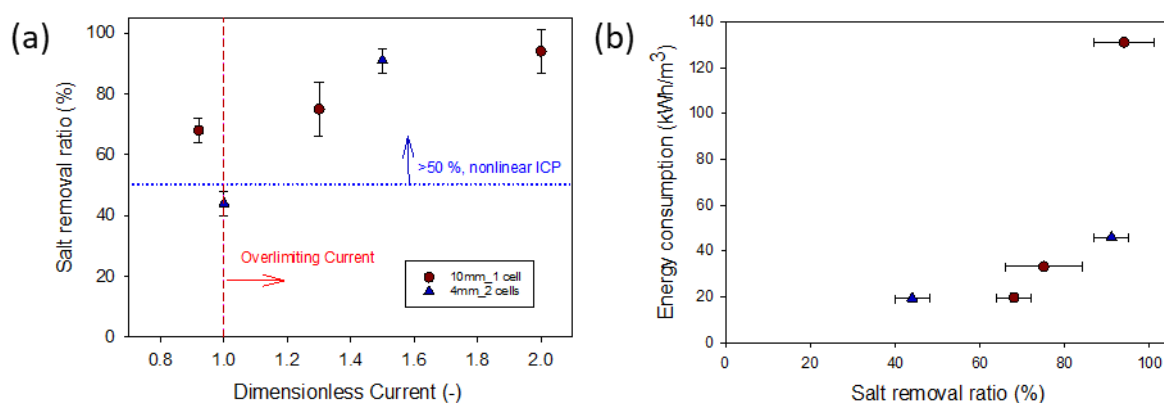 (a)
Salt removal ratio (%)
100
80
60
40
20
0
>50 %, nonlinear ICP
Overlimiting Current
10mm_1 cell
4mm_2 cells
0.8 1.0 1.2 1.4 1.6 1.8 2.0
Dimensionless Current (-)
(b)
Energy consumption (kWh/m³)
140
120
100
80
60
40
20
0
0 20 40 60 80 100
Salt removal ratio (%)